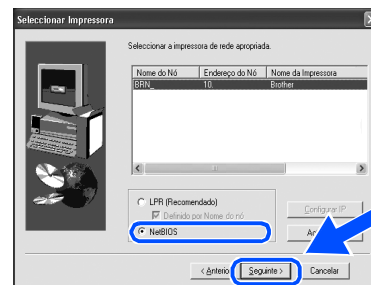 Seleccionar Impressora
Seleccionar a impressora de rede apropriada.
Nome do Nó Endereço do Nó Nome da Impressora
BRN_ 10. Brother
LPR (Recomendado)
Definido por Nome do nó
NetBIOS
Configurar IP
< Anterio
Seguinte >
Cancelar